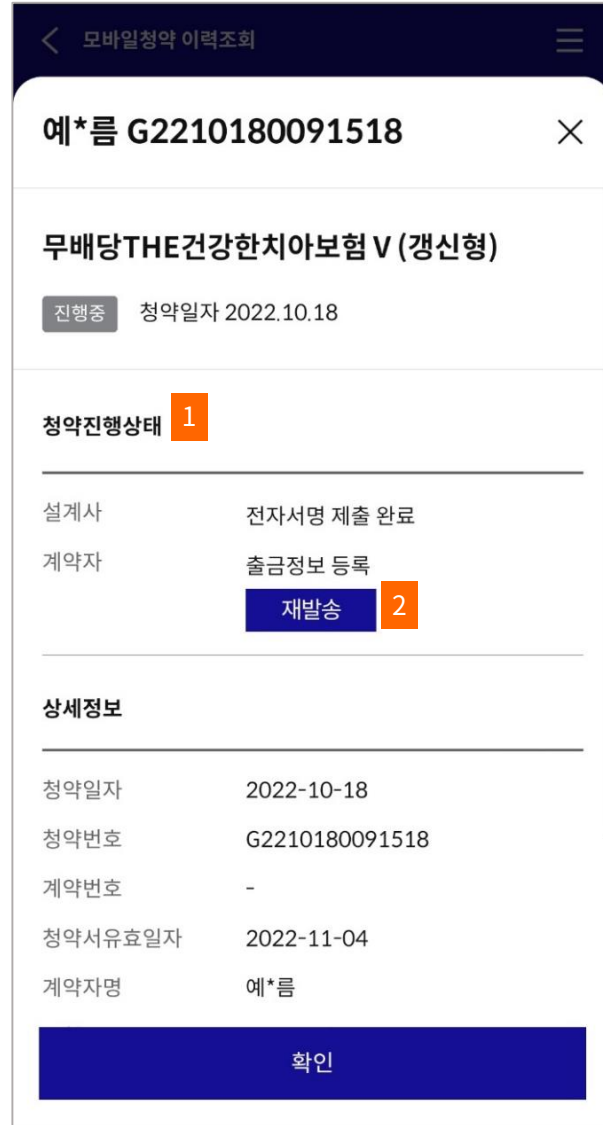 모바일청약 이력조회
예*름 G2210180091518
무배당THE건강한치아보험 V (갱신형)
진행중 청약일자 2022.10.18
청약진행상태 1
설계사 전자서명 제출 완료
계약자 출금정보 등록
재발송 2
상세정보
청약일자 2022-10-18
청약번호 G2210180091518
계약번호 -
청약서유효일자 2022-11-04
계약자명 예*름
확인